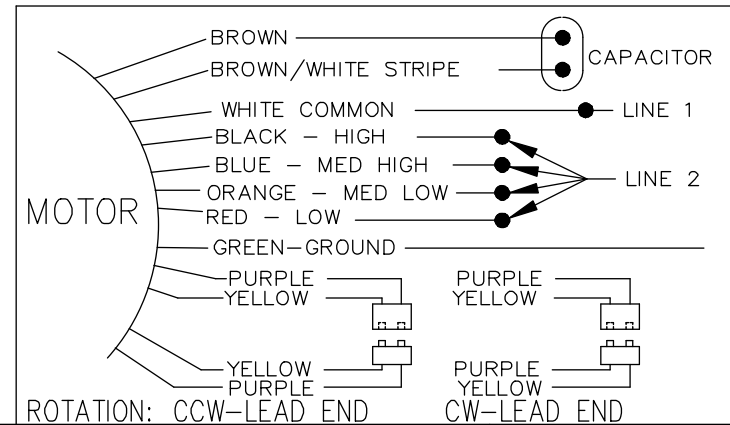 BROWN
BROWN/WHITE STRIPE
CAPACITOR
WHITE COMMON
LINE 1
BLACK – HIGH
BLUE – MED HIGH
ORANGE – MED LOW
LINE 2
MOTOR
RED – LOW
GREEN–GROUND
PURPLE
YELLOW
PURPLE
YELLOW
YELLOW
PURPLE
PURPLE
YELLOW
ROTATION: CCW–LEAD END
CW–LEAD END